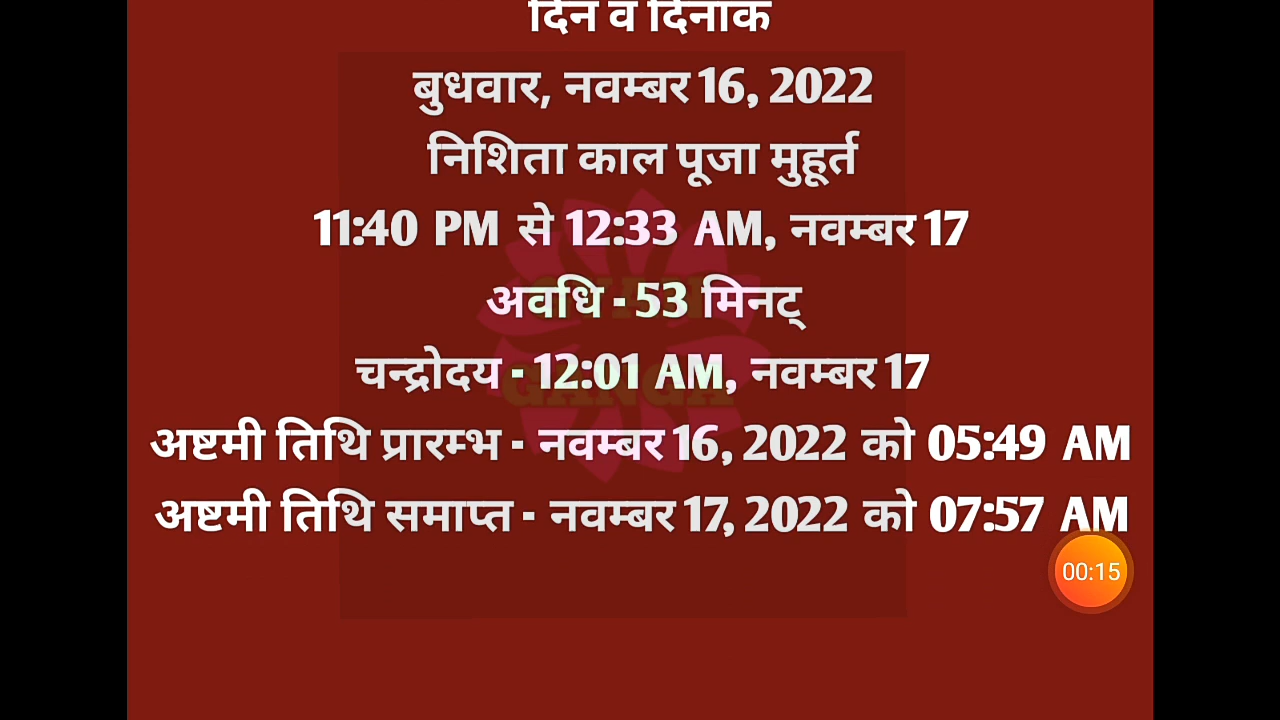 दिन व दिनांक
बुधवार, नवम्बर 16, 2022
निशिता काल पूजा मुहूर्त
11:40 PM से 12:33 AM, नवम्बर 17
अवधि - 53 मिनट्
चन्द्रोदय - 12:01 AM, नवम्बर 17
अष्टमी तिथि प्रारम्भ - नवम्बर 16, 2022 को 05:49 AM
अष्टमी तिथि समाप्त - नवम्बर 17, 2022 को 07:57 AM
00:15
GANGA